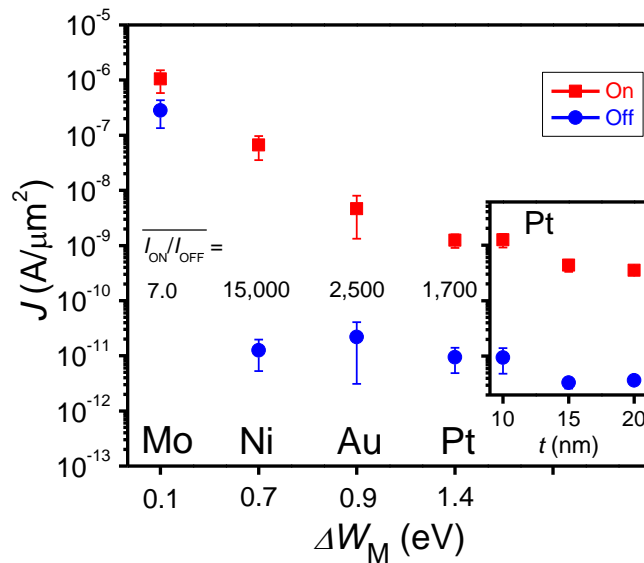 10⁻⁵
10⁻⁶
10⁻⁷
10⁻⁸
10⁻⁹
10⁻¹⁰
10⁻¹¹
10⁻¹²
10⁻¹³
J (A/μm²)
On
Off
I_ON/I_OFF =
7.0 15,000 2,500 1,700
Mo Ni Au Pt
0.1 0.7 0.9 1.4
ΔW_M (eV)
Pt
10 15 20
t (nm)